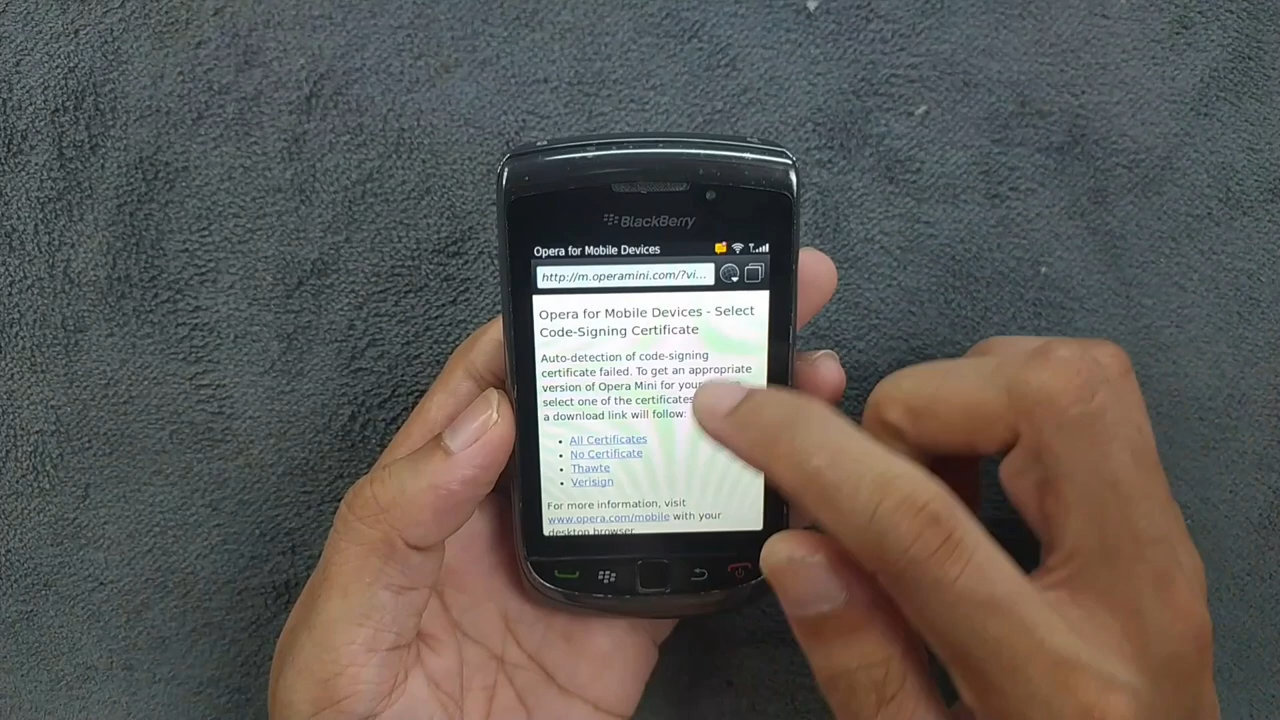 BlackBerry
Opera for Mobile Devices
http://m.operamini.com/?vi...
Opera for Mobile Devices - Select
Code-Signing Certificate
Auto-detection of code-signing
certificate failed. To get an appropriate
version of Opera Mini for your
select one of the certificates
a download link will follow:
All Certificates
No Certificate
Thawte
Verisign
For more information, visit
www.opera.com/mobile with your
desktop browser